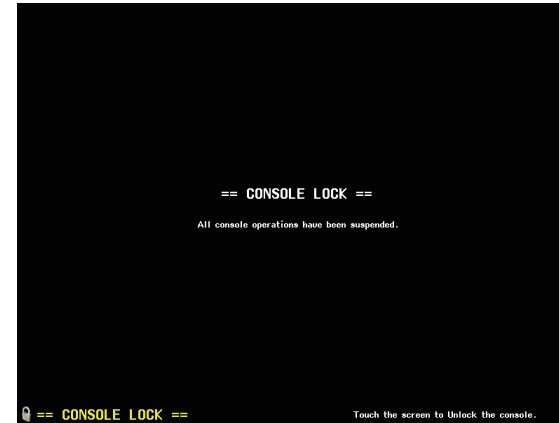 == CONSOLE LOCK ==
All console operations have been suspended.
== CONSOLE LOCK ==
Touch the screen to Unlock the console.